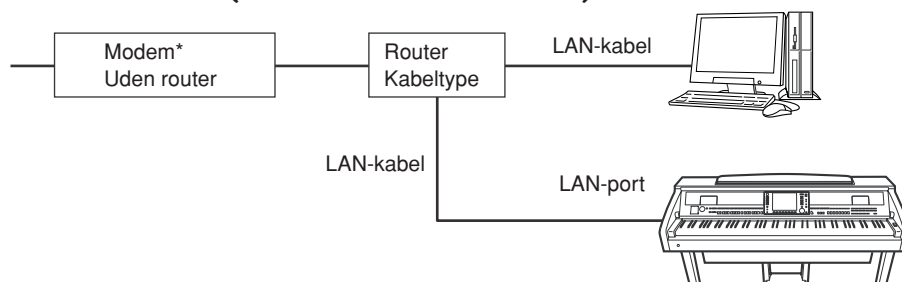 Modem*
Uden router
Router
Kabeltype
LAN-kabel
LAN-kabel
LAN-port